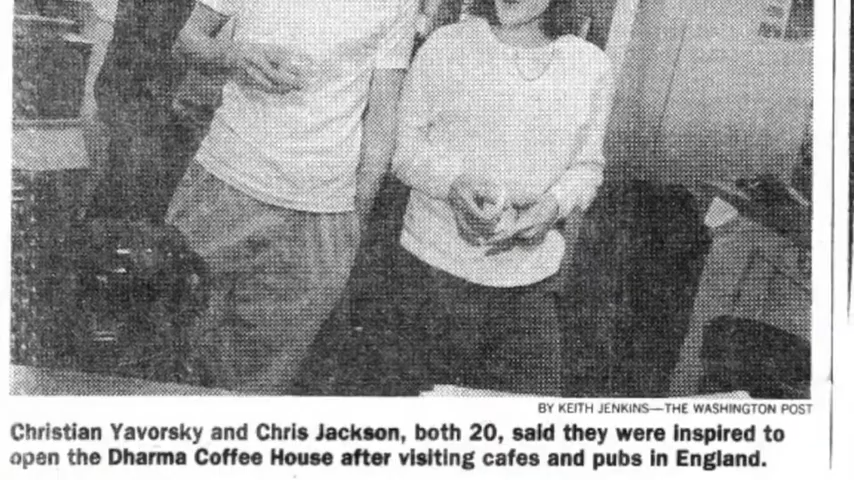 BY KEITH JENKINS—THE WASHINGTON POST
Christian Yavorsky and Chris Jackson, both 20, said they were inspired to
open the Dharma Coffee House after visiting cafes and pubs in England.